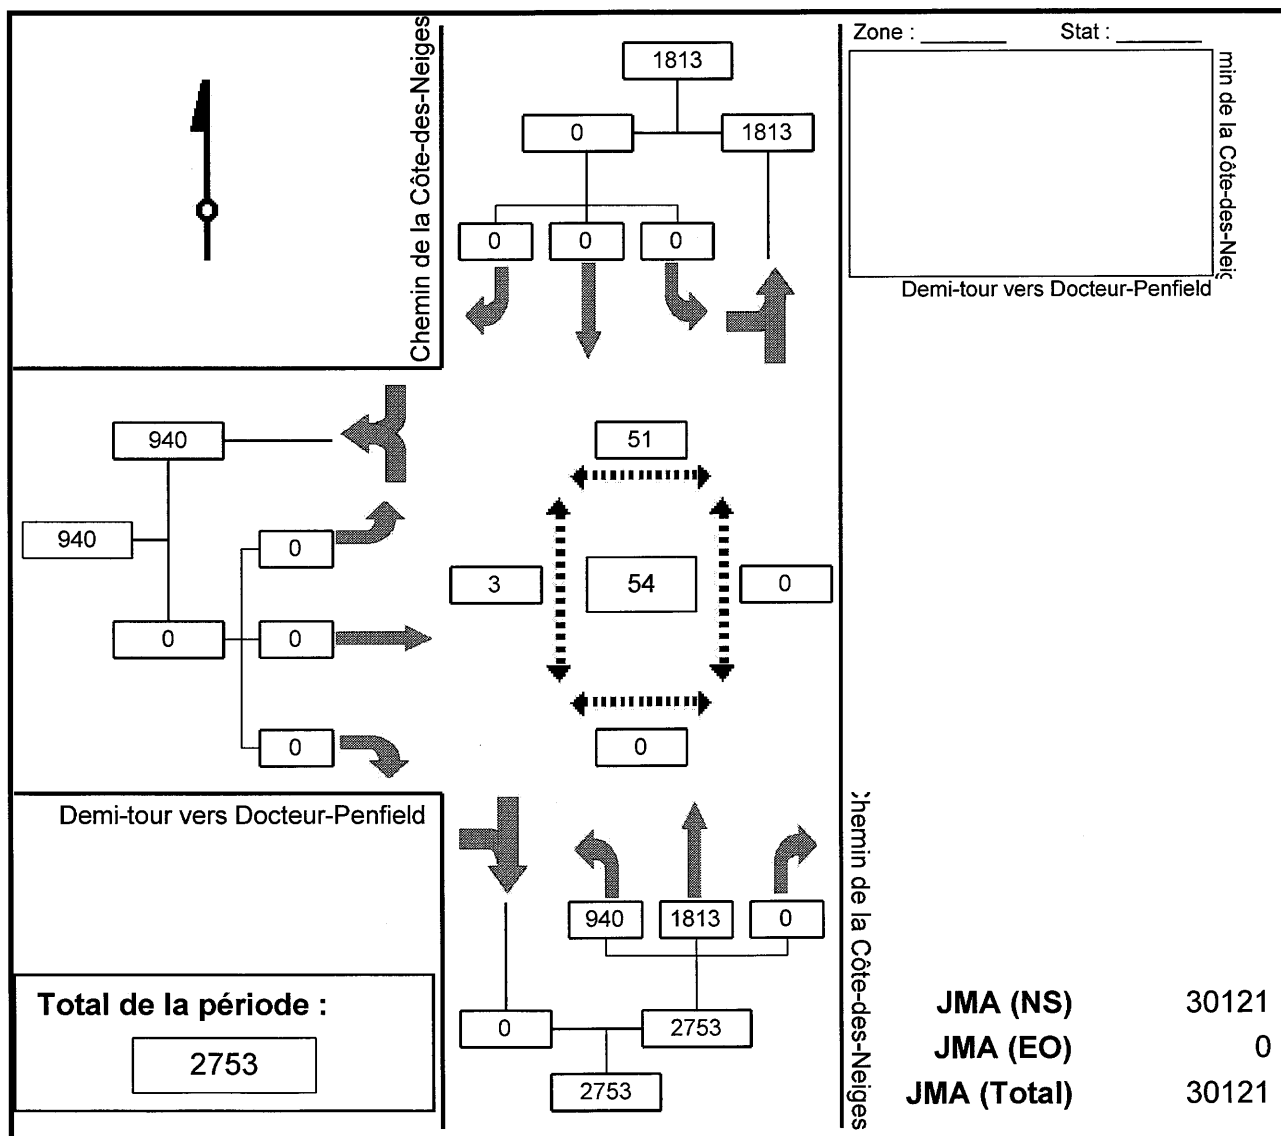 Chemin de la Côte-des-Neiges
1813
0 1813
0 0 0
Zone : Stat :
min de la Côte-des-Neig
Demi-tour vers Docteur-Penfield
940
940
0
0
0
0
51
3 54 0
0
Demi-tour vers Docteur-Penfield
940 1813 0
0 2753
2753
hemin de la Côte-des-Neiges
Total de la période :
2753
JMA (NS) 30121
JMA (EO) 0
JMA (Total) 30121